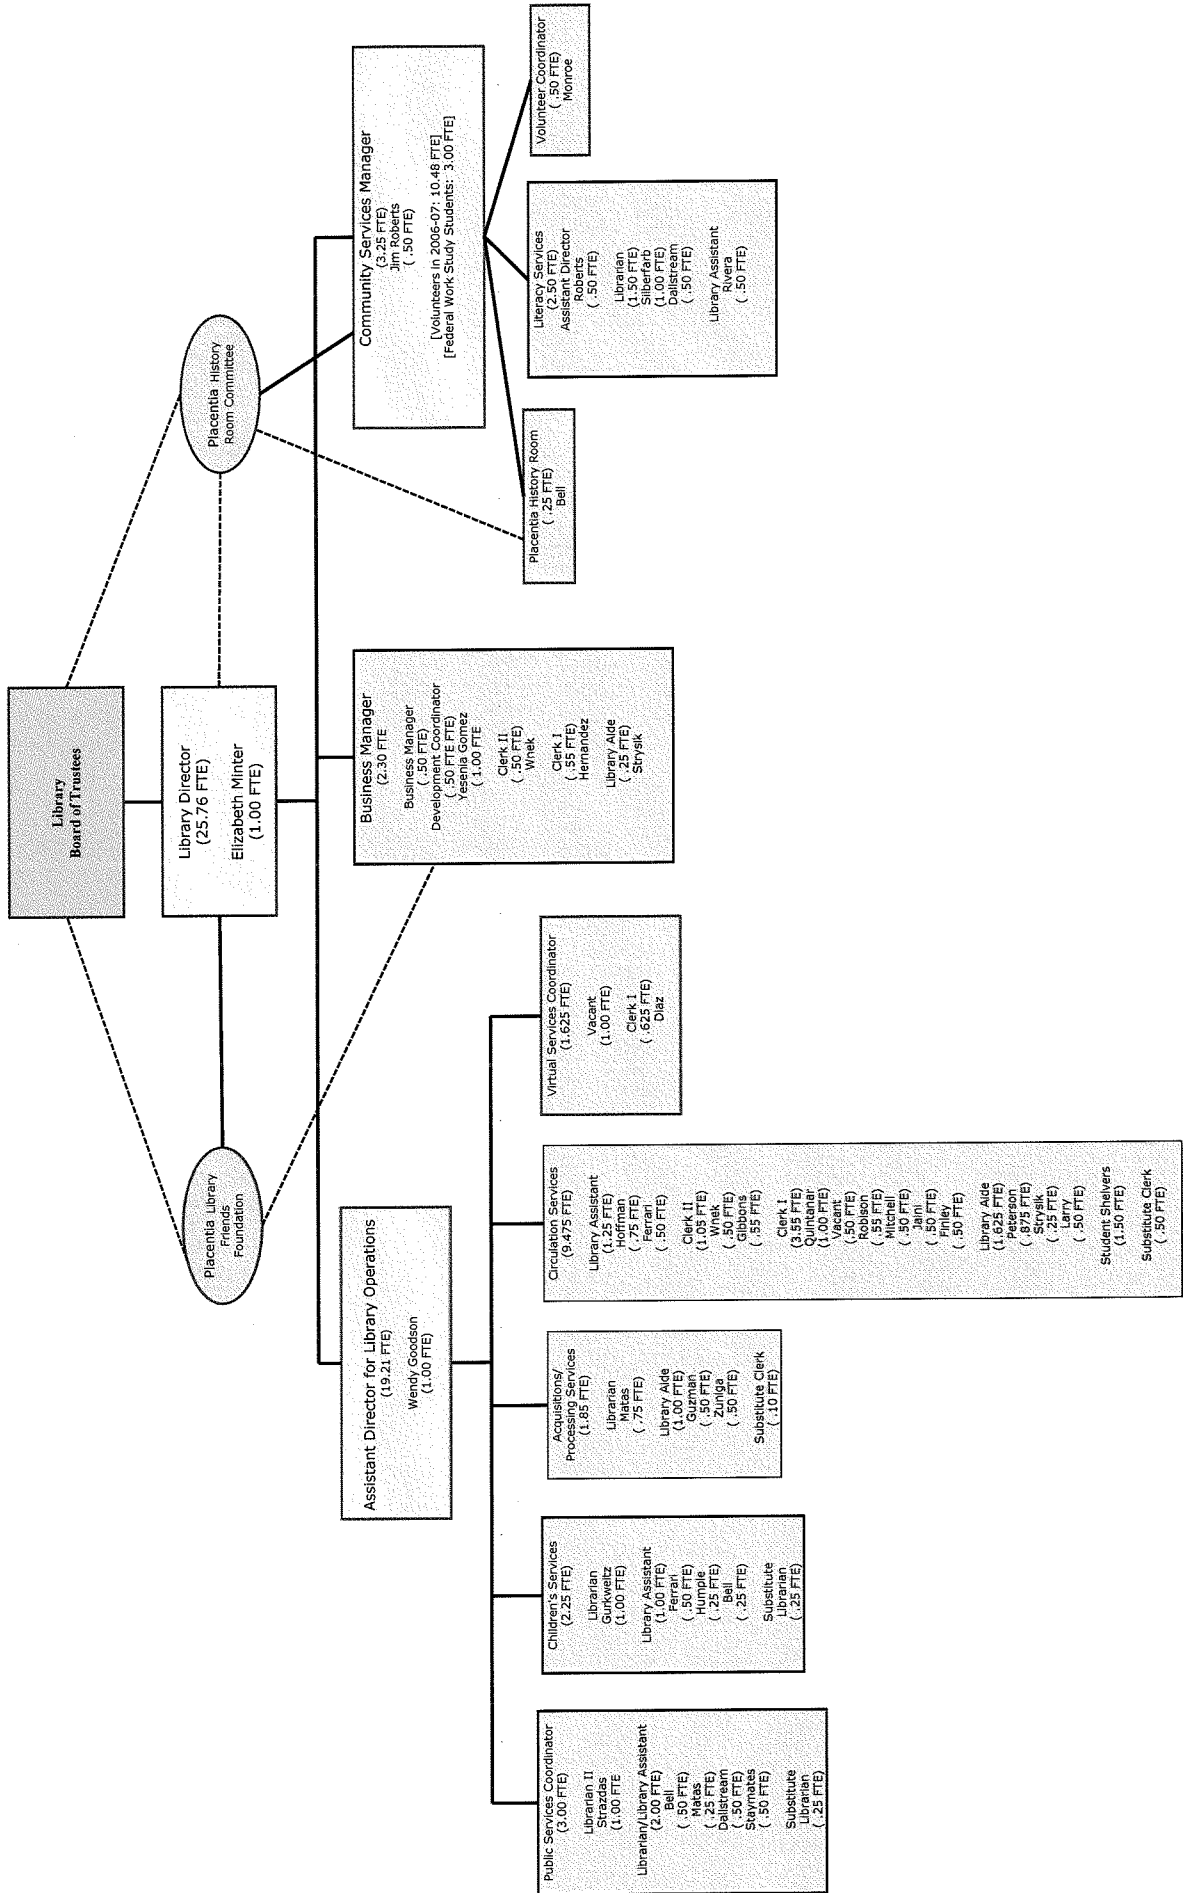 Library
Board of Trustees
Library Director
(25.76 FTE)
Elizabeth Minter
(1.00 FTE)
Placentia Library
Friends
Foundation
Placentia History
Room Committee
Assistant Director for Library Operations
(19.21 FTE)
Wendy Goodson
(1.00 FTE)
Business Manager
(2.30 FTE
Business Manager
( .50 FTE)
Development Coordinator
( .50 FTE FTE)
Yesenia Gomez
( 1.00 FTE
Clerk II
( .50 FTE)
Wnek
Clerk I
( .55 FTE)
Hernandez
Library Aide
( .25 FTE)
Strysik
Community Services Manager
(3.25 FTE)
Jim Roberts
( .50 FTE)
[Volunteers in 2006-07: 10.48 FTE]
[Federal Work Study Students: 3.00 FTE]
Public Services Coordinator
(3.00 FTE)
Librarian II
Strazdas
(1.00 FTE
Librarian/Library Assistant
(2.00 FTE)
Bell
( .50 FTE)
Matas
( .25 FTE)
Dallstream
( .50 FTE)
Staymates
( .50 FTE)
Substitute
Librarian
( .25 FTE)
Children's Services
(2.25 FTE)
Librarian
Gurkweitz
(1.00 FTE)
Library Assistant
(1.00 FTE)
Ferrari
( .50 FTE)
Humple
( .25 FTE)
Bell
( .25 FTE)
Substitute
Librarian
( .25 FTE)
Acquisitions/
Processing Services
(1.85 FTE)
Librarian
Matas
( .75 FTE)
Library Aide
(1.00 FTE)
Guzman
( .50 FTE)
Zuniga
( .50 FTE)
Substitute Clerk
( .10 FTE)
Circulation Services
(9.475 FTE)
Library Assistant
(1.25 FTE)
Hoffman
( .75 FTE)
Ferrari
( .50 FTE)
Clerk II
(1.05 FTE)
Wnek
( .50 FTE)
Gibbons
( .55 FTE)
Clerk I
(3.55 FTE)
Quintanar
(1.00 FTE)
Vacant
( .50 FTE)
Robison
( .55 FTE)
Mitchell
( .50 FTE)
Jaini
( .50 FTE)
Finley
( .50 FTE)
Library Aide
(1.625 FTE)
Peterson
( .875 FTE)
Strysik
( .25 FTE)
Larry
( .50 FTE)
Student Shelvers
(1.50 FTE)
Substitute Clerk
( .50 FTE)
Virtual Services Coordinator
(1.625 FTE)
Vacant
(1.00 FTE)
Clerk I
( .625 FTE)
Diaz
Placentia History Room
( .25 FTE)
Bell
Literacy Services
(2.50 FTE)
Assistant Director
Roberts
( .50 FTE)
Librarian
(1.50 FTE)
Silberfarb
(1.00 FTE)
Dallstream
( .50 FTE)
Library Assistant
Rivera
( .50 FTE)
Volunteer Coordinator
( .50 FTE)
Monroe